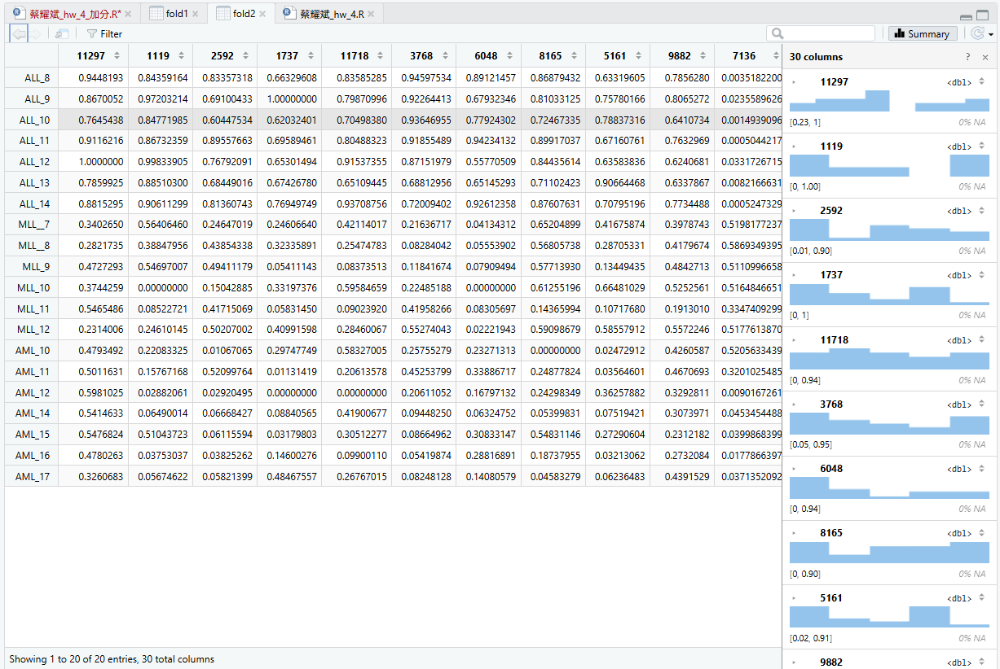 蔡耀斌_hw_4_加分.R* fold1 fold2 蔡耀斌_hw_4.R
Filter Summary
11297 1119 2592 1737 11718 3768 6048 8165 5161 9882 7136
ALL_8 0.9448193 0.84359164 0.83357318 0.66329608 0.83585285 0.94597534 0.89121457 0.86879432 0.63319605 0.7856280 0.0035182200
ALL_9 0.8670052 0.97203214 0.69100433 1.00000000 0.79870996 0.92264413 0.67932346 0.81033125 0.75780166 0.8065272 0.0235589626
ALL_10 0.7645438 0.84771985 0.60447534 0.62032401 0.70498380 0.93646955 0.77924302 0.72467335 0.78837316 0.6410734 0.0014939096
ALL_11 0.9116216 0.86732359 0.89557663 0.69589461 0.80488323 0.91855489 0.94234132 0.89917037 0.67160761 0.7632969 0.0005044217
ALL_12 1.0000000 0.99833905 0.76792091 0.65301494 0.91537355 0.87151979 0.55770509 0.84435614 0.63583836 0.6240681 0.0331726715
ALL_13 0.7859925 0.88510300 0.68449016 0.67426780 0.65109445 0.68812956 0.65145293 0.71102423 0.90664468 0.6337867 0.0082166631
ALL_14 0.8815295 0.90611299 0.81360743 0.76949749 0.93708756 0.72009402 0.92612358 0.87607631 0.70795196 0.7734488 0.0005247329
MLL__7 0.3402650 0.56406460 0.24647019 0.24606640 0.42114017 0.21636717 0.04134312 0.65204899 0.41675874 0.3978743 0.5198177237
MLL__8 0.2821735 0.38847956 0.43854338 0.32335891 0.25474783 0.08284042 0.05553902 0.56805738 0.28705331 0.4179674 0.5869349395
MLL_9 0.4727293 0.54697007 0.49411179 0.05411143 0.08373513 0.11841674 0.07909494 0.57713930 0.13449435 0.4842713 0.5110996658
MLL_10 0.3744259 0.00000000 0.15042885 0.33197376 0.59584659 0.22485188 0.00000000 0.61255196 0.66481029 0.5252561 0.5164846651
MLL_11 0.5465486 0.08522721 0.41715069 0.05831450 0.09023920 0.41958266 0.08305697 0.14365994 0.10717680 0.1913010 0.3347409299
MLL_12 0.2314006 0.24610145 0.50207002 0.40991598 0.28460067 0.55274043 0.02221943 0.59098679 0.58557912 0.5572246 0.5177613870
AML_10 0.4793492 0.22083325 0.01067065 0.29747749 0.58327005 0.25755279 0.23271313 0.00000000 0.02472912 0.4260587 0.5205633439
AML_11 0.5011631 0.15767168 0.52099764 0.01131419 0.20613578 0.45253799 0.33886717 0.24877824 0.03564601 0.4670693 0.3201025485
AML_12 0.5981025 0.02882061 0.02920495 0.00000000 0.00000000 0.20611052 0.16797132 0.24298349 0.36257882 0.3292811 0.0090167261
AML_14 0.5414633 0.06490014 0.06668427 0.08840565 0.41900677 0.09448250 0.06324752 0.05399831 0.07519421 0.3073971 0.0453454488
AML_15 0.5476824 0.51043723 0.06115594 0.03179803 0.30512277 0.08664962 0.30833147 0.54831146 0.27290604 0.2312182 0.0399868399
AML_16 0.4780263 0.03753037 0.03825262 0.14600276 0.09900110 0.05419874 0.28816891 0.18737955 0.03213062 0.2732084 0.0177866397
AML_17 0.3260683 0.05674622 0.05821399 0.48467557 0.26767015 0.08248128 0.14080579 0.04583279 0.06236483 0.4391529 0.0371352092
Showing 1 to 20 of 20 entries, 30 total columns
30 columns ? ×
11297 <dbl>
[0.23, 1] 0% NA
1119 <dbl>
[0, 1.00] 0% NA
2592 <dbl>
[0.01, 0.90] 0% NA
1737 <dbl>
[0, 1] 0% NA
11718 <dbl>
[0, 0.94] 0% NA
3768 <dbl>
[0.05, 0.95] 0% NA
6048 <dbl>
[0, 0.94] 0% NA
8165 <dbl>
[0, 0.90] 0% NA
5161 <dbl>
[0.02, 0.91] 0% NA
9882 <dbl>